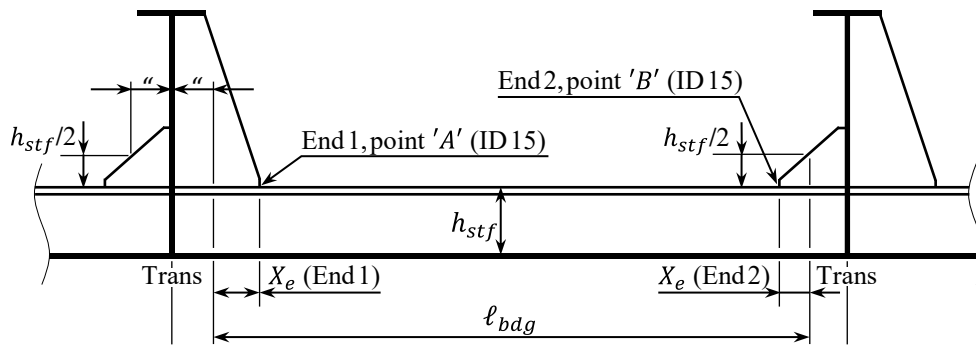 “ “
End 2, point 'B' (ID 15)
h_stf/2
End 1, point 'A' (ID 15)
h_stf/2
h_stf
Trans
X_e (End 1)
X_e (End 2)
Trans
ℓ_bdg